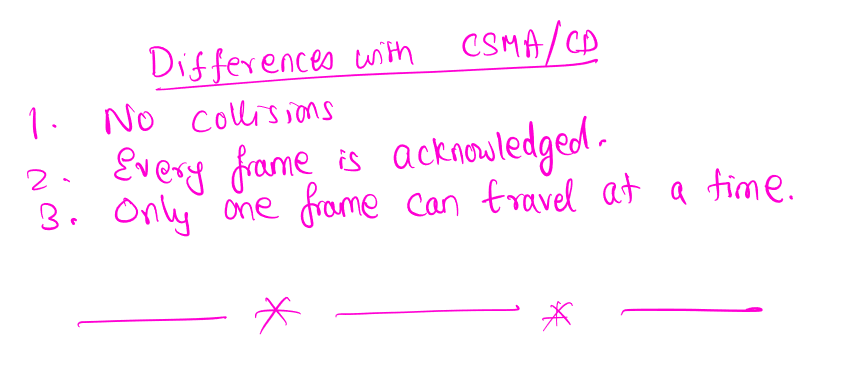 Differences with CSMA/CD
1. No collisions
2. Every frame is acknowledged.
3. Only one frame can travel at a time.